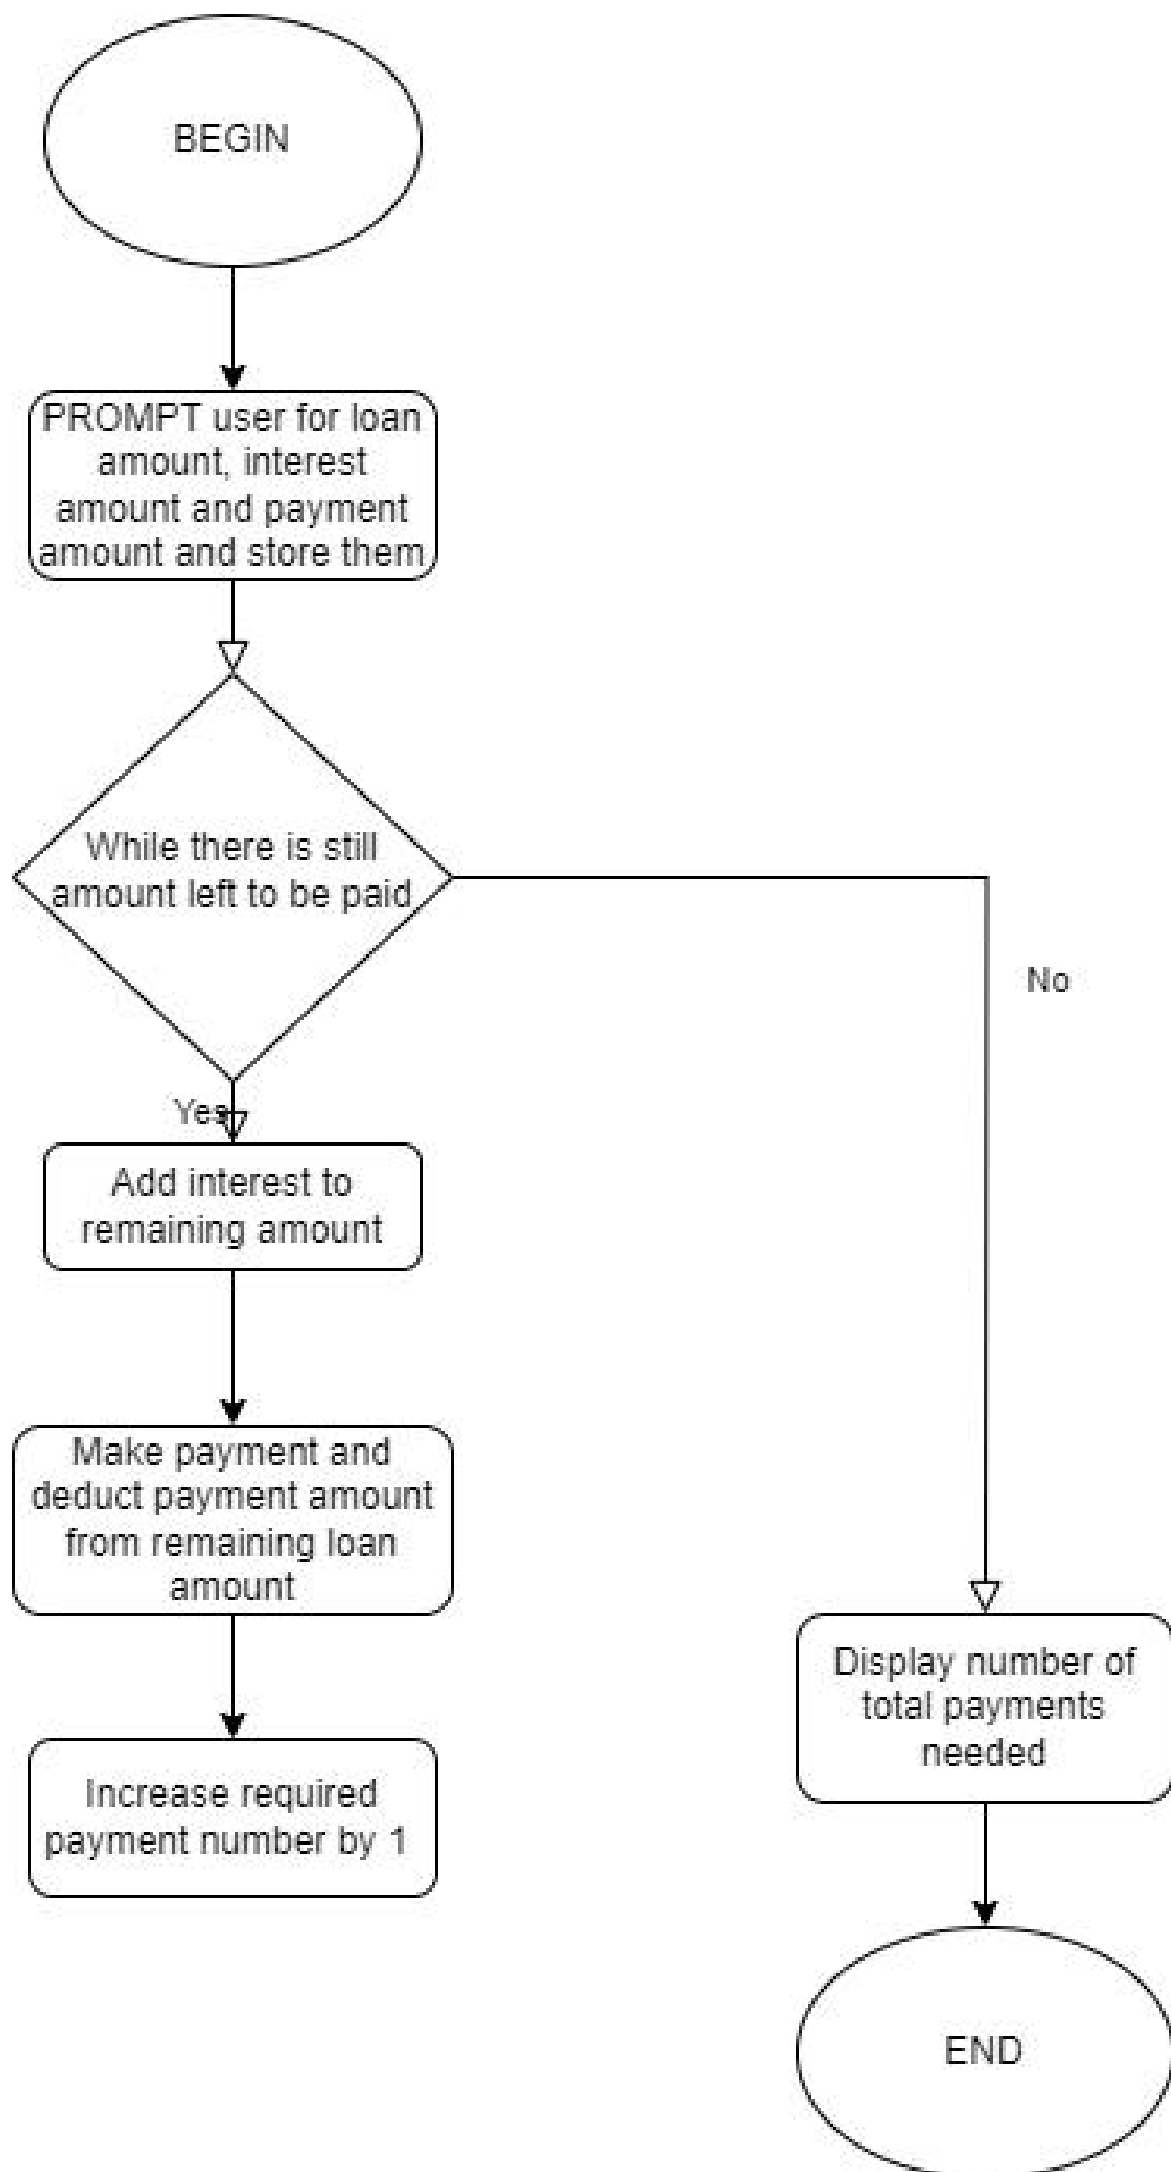 BEGIN
PROMPT user for loan
amount, interest
amount and payment
amount and store them
While there is still
amount left to be paid
No
Yes
Add interest to
remaining amount
Make payment and
deduct payment amount
from remaining loan
amount
Display number of
total payments
needed
Increase required
payment number by 1
END